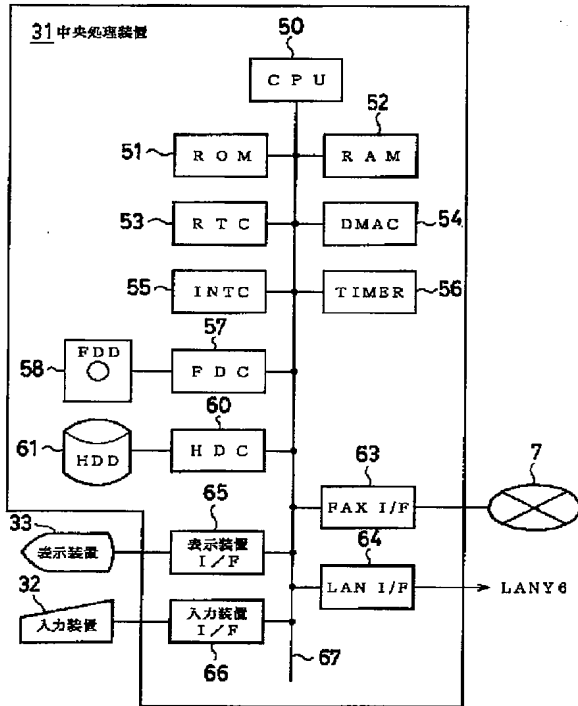 31 中央処理装置
50
CPU
52
51
ROM
RAM
53
RTC
DMAC
54
55
INTC
TIMER
56
57
58
FDD
FDC
60
61
HDD
HDC
63
7
FAX I/F
65
33
表示装置
表示装置
I/F
64
LAN I/F
LANY6
32
入力装置
入力装置
I/F
66
67